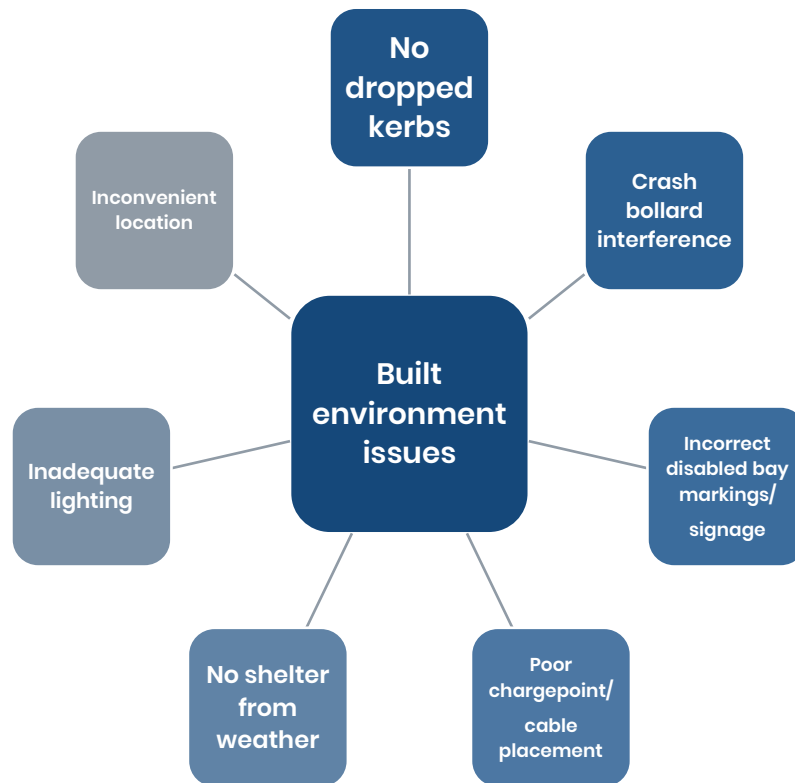 No
dropped
kerbs
Crash
bollard
interference
Incorrect
disabled bay
markings/
signage
Poor
chargepoint/
cable
placement
No shelter
from
weather
Inadequate
lighting
Inconvenient
location
Built
environment
issues